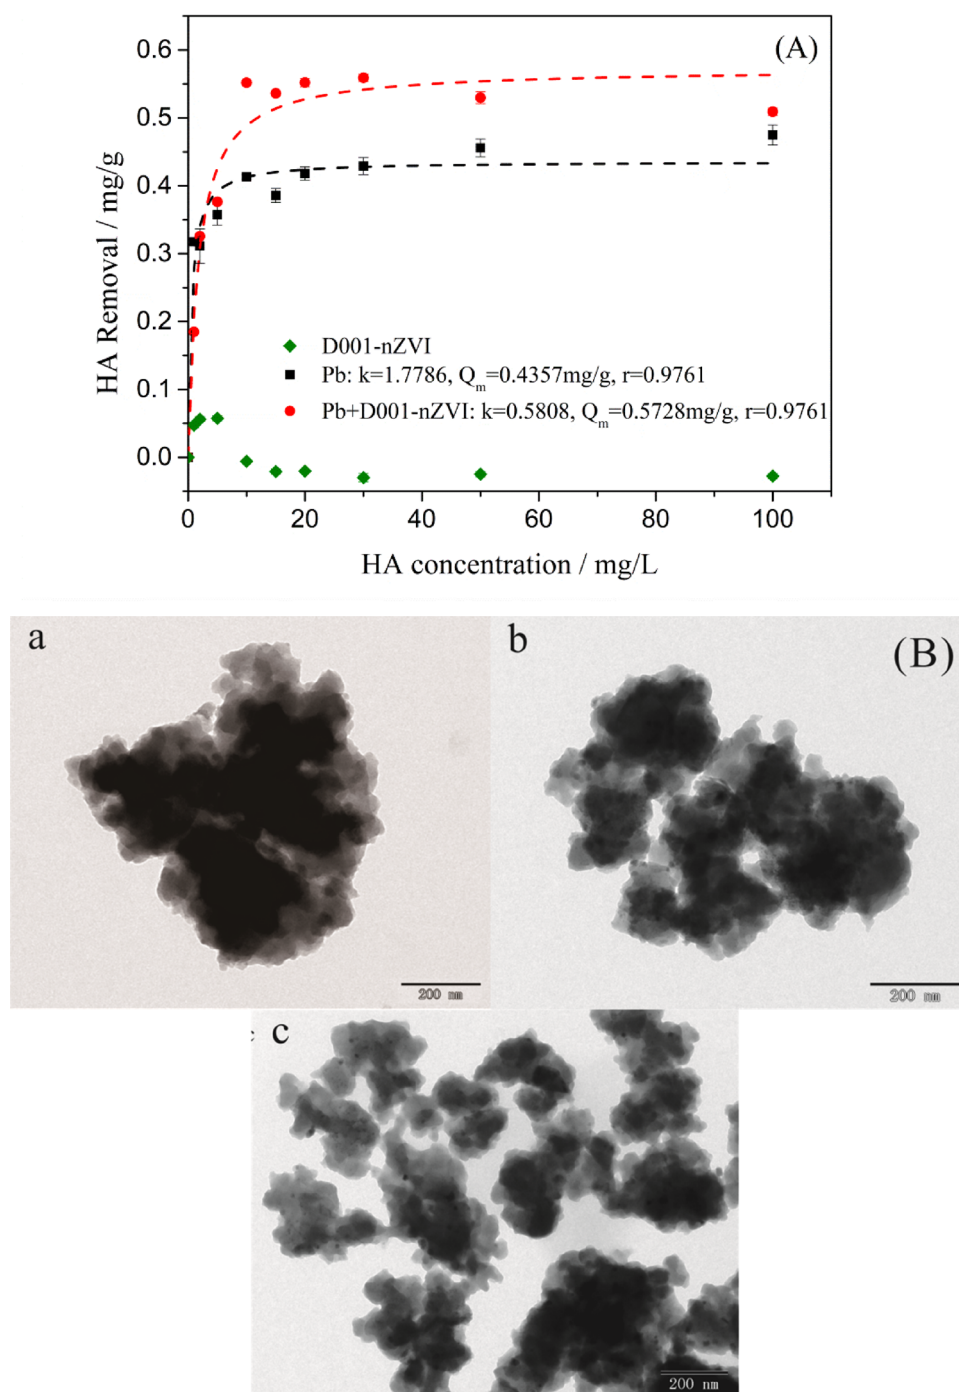 (A)
0.6
0.5
0.4
0.3
0.2
0.1
0.0
HA Removal / mg/g
D001-nZVI
Pb: k=1.7786, Qm=0.4357mg/g, r=0.9761
Pb+D001-nZVI: k=0.5808, Qm=0.5728mg/g, r=0.9761
0 20 40 60 80 100
HA concentration / mg/L
a
b
(B)
200 nm
200 nm
c c
200 nm